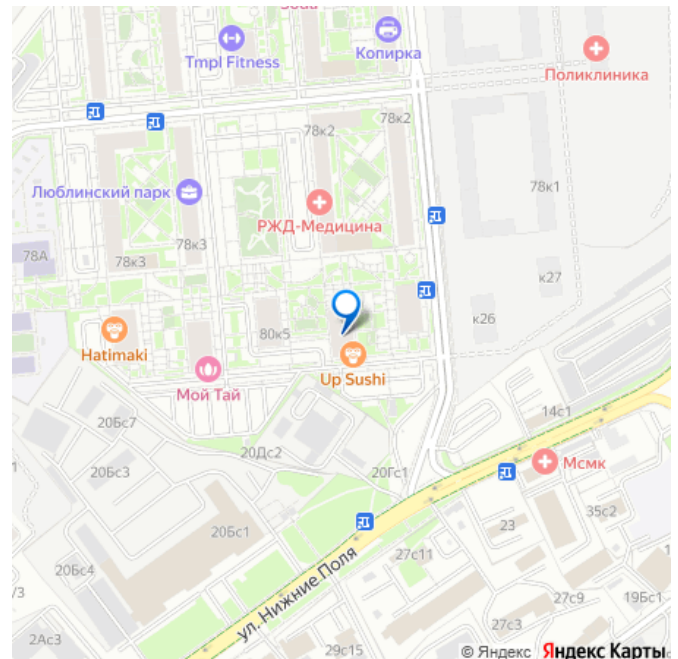 Tmpl Fitness
Копирка
Поликлиника
78к2
78к2
78к1
Люблинский парк
РЖД-Медицина
78А
78к3
78к3
к27
к26
80к5
Hatimaki
Up Sushi
Мой Тай
14с1
20Бс7
20Дс2
20Гс1
Мсмк
20Бс3
35с2
20Бс1
23
27с11
20Бс4
ул. Нижние Поля
27с9
19Бс1
2Ас3
27с3
29с15
© Яндекс Яндекс Карты